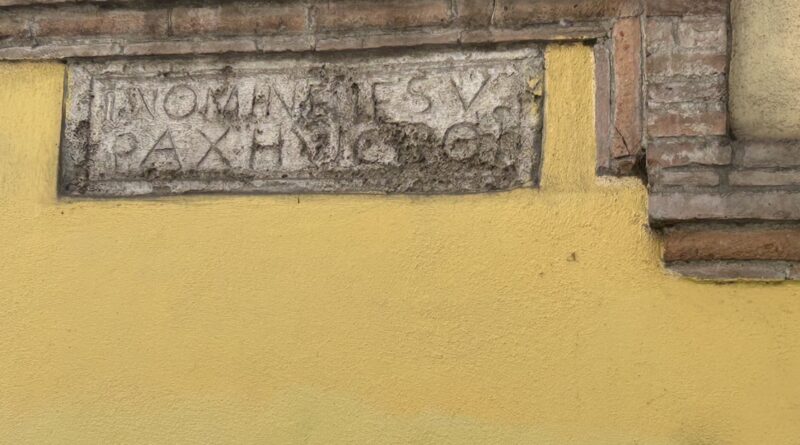 I NOMINE IESV
PAX HVIC